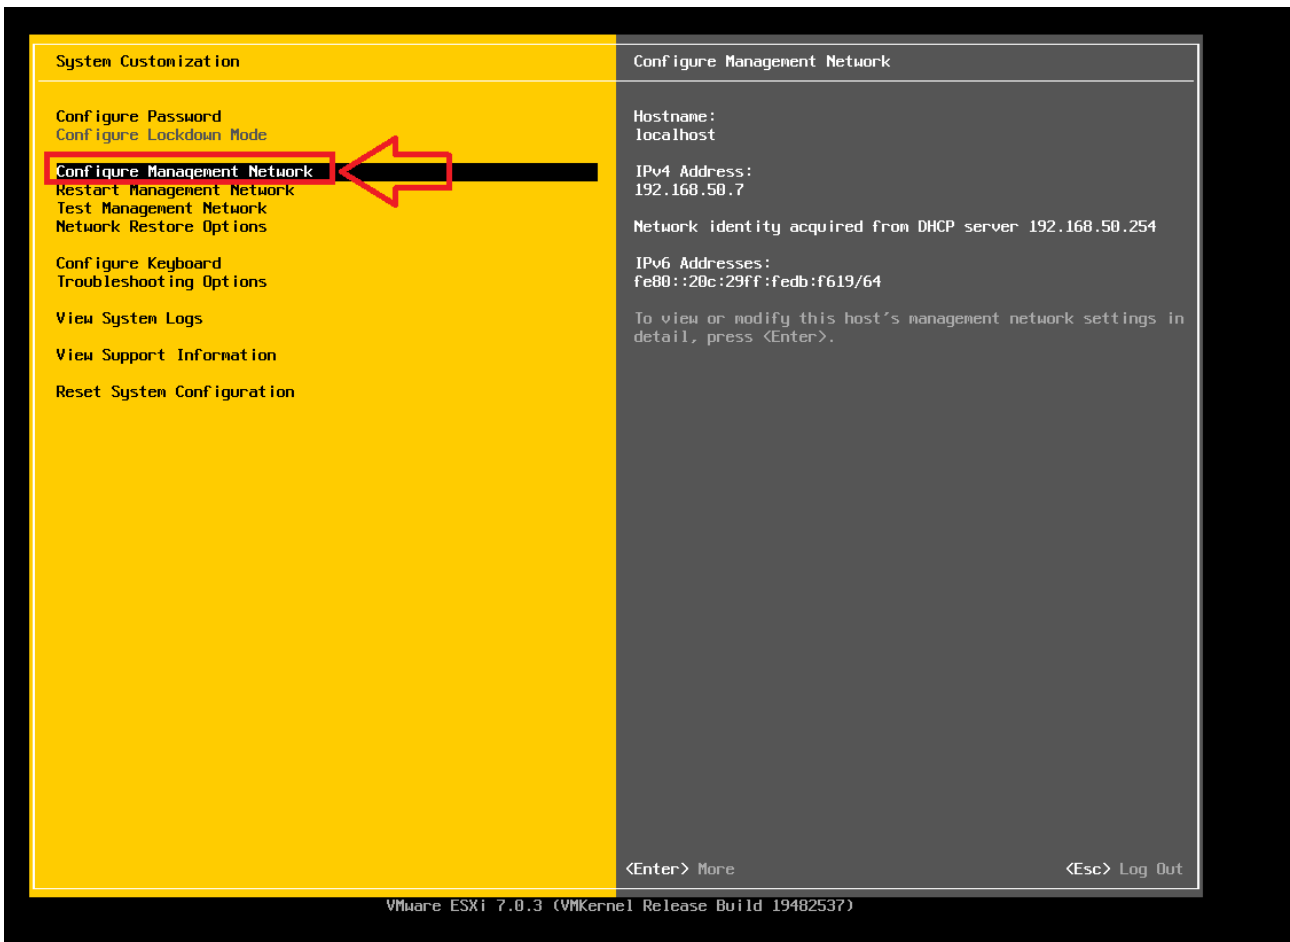 System Customization
Configure Password
Configure Lockdown Mode
Configure Management Network
Restart Management Network
Test Management Network
Network Restore Options
Configure Keyboard
Troubleshooting Options
View System Logs
View Support Information
Reset System Configuration
Configure Management Network
Hostname:
localhost
IPv4 Address:
192.168.50.7
Network identity acquired from DHCP server 192.168.50.254
IPv6 Addresses:
fe80::20c:29ff:fedb:f619/64
To view or modify this host's management network settings in
detail, press <Enter>.
<Enter> More
<Esc> Log Out
VMware ESXi 7.0.3 (VMKernel Release Build 19482537)